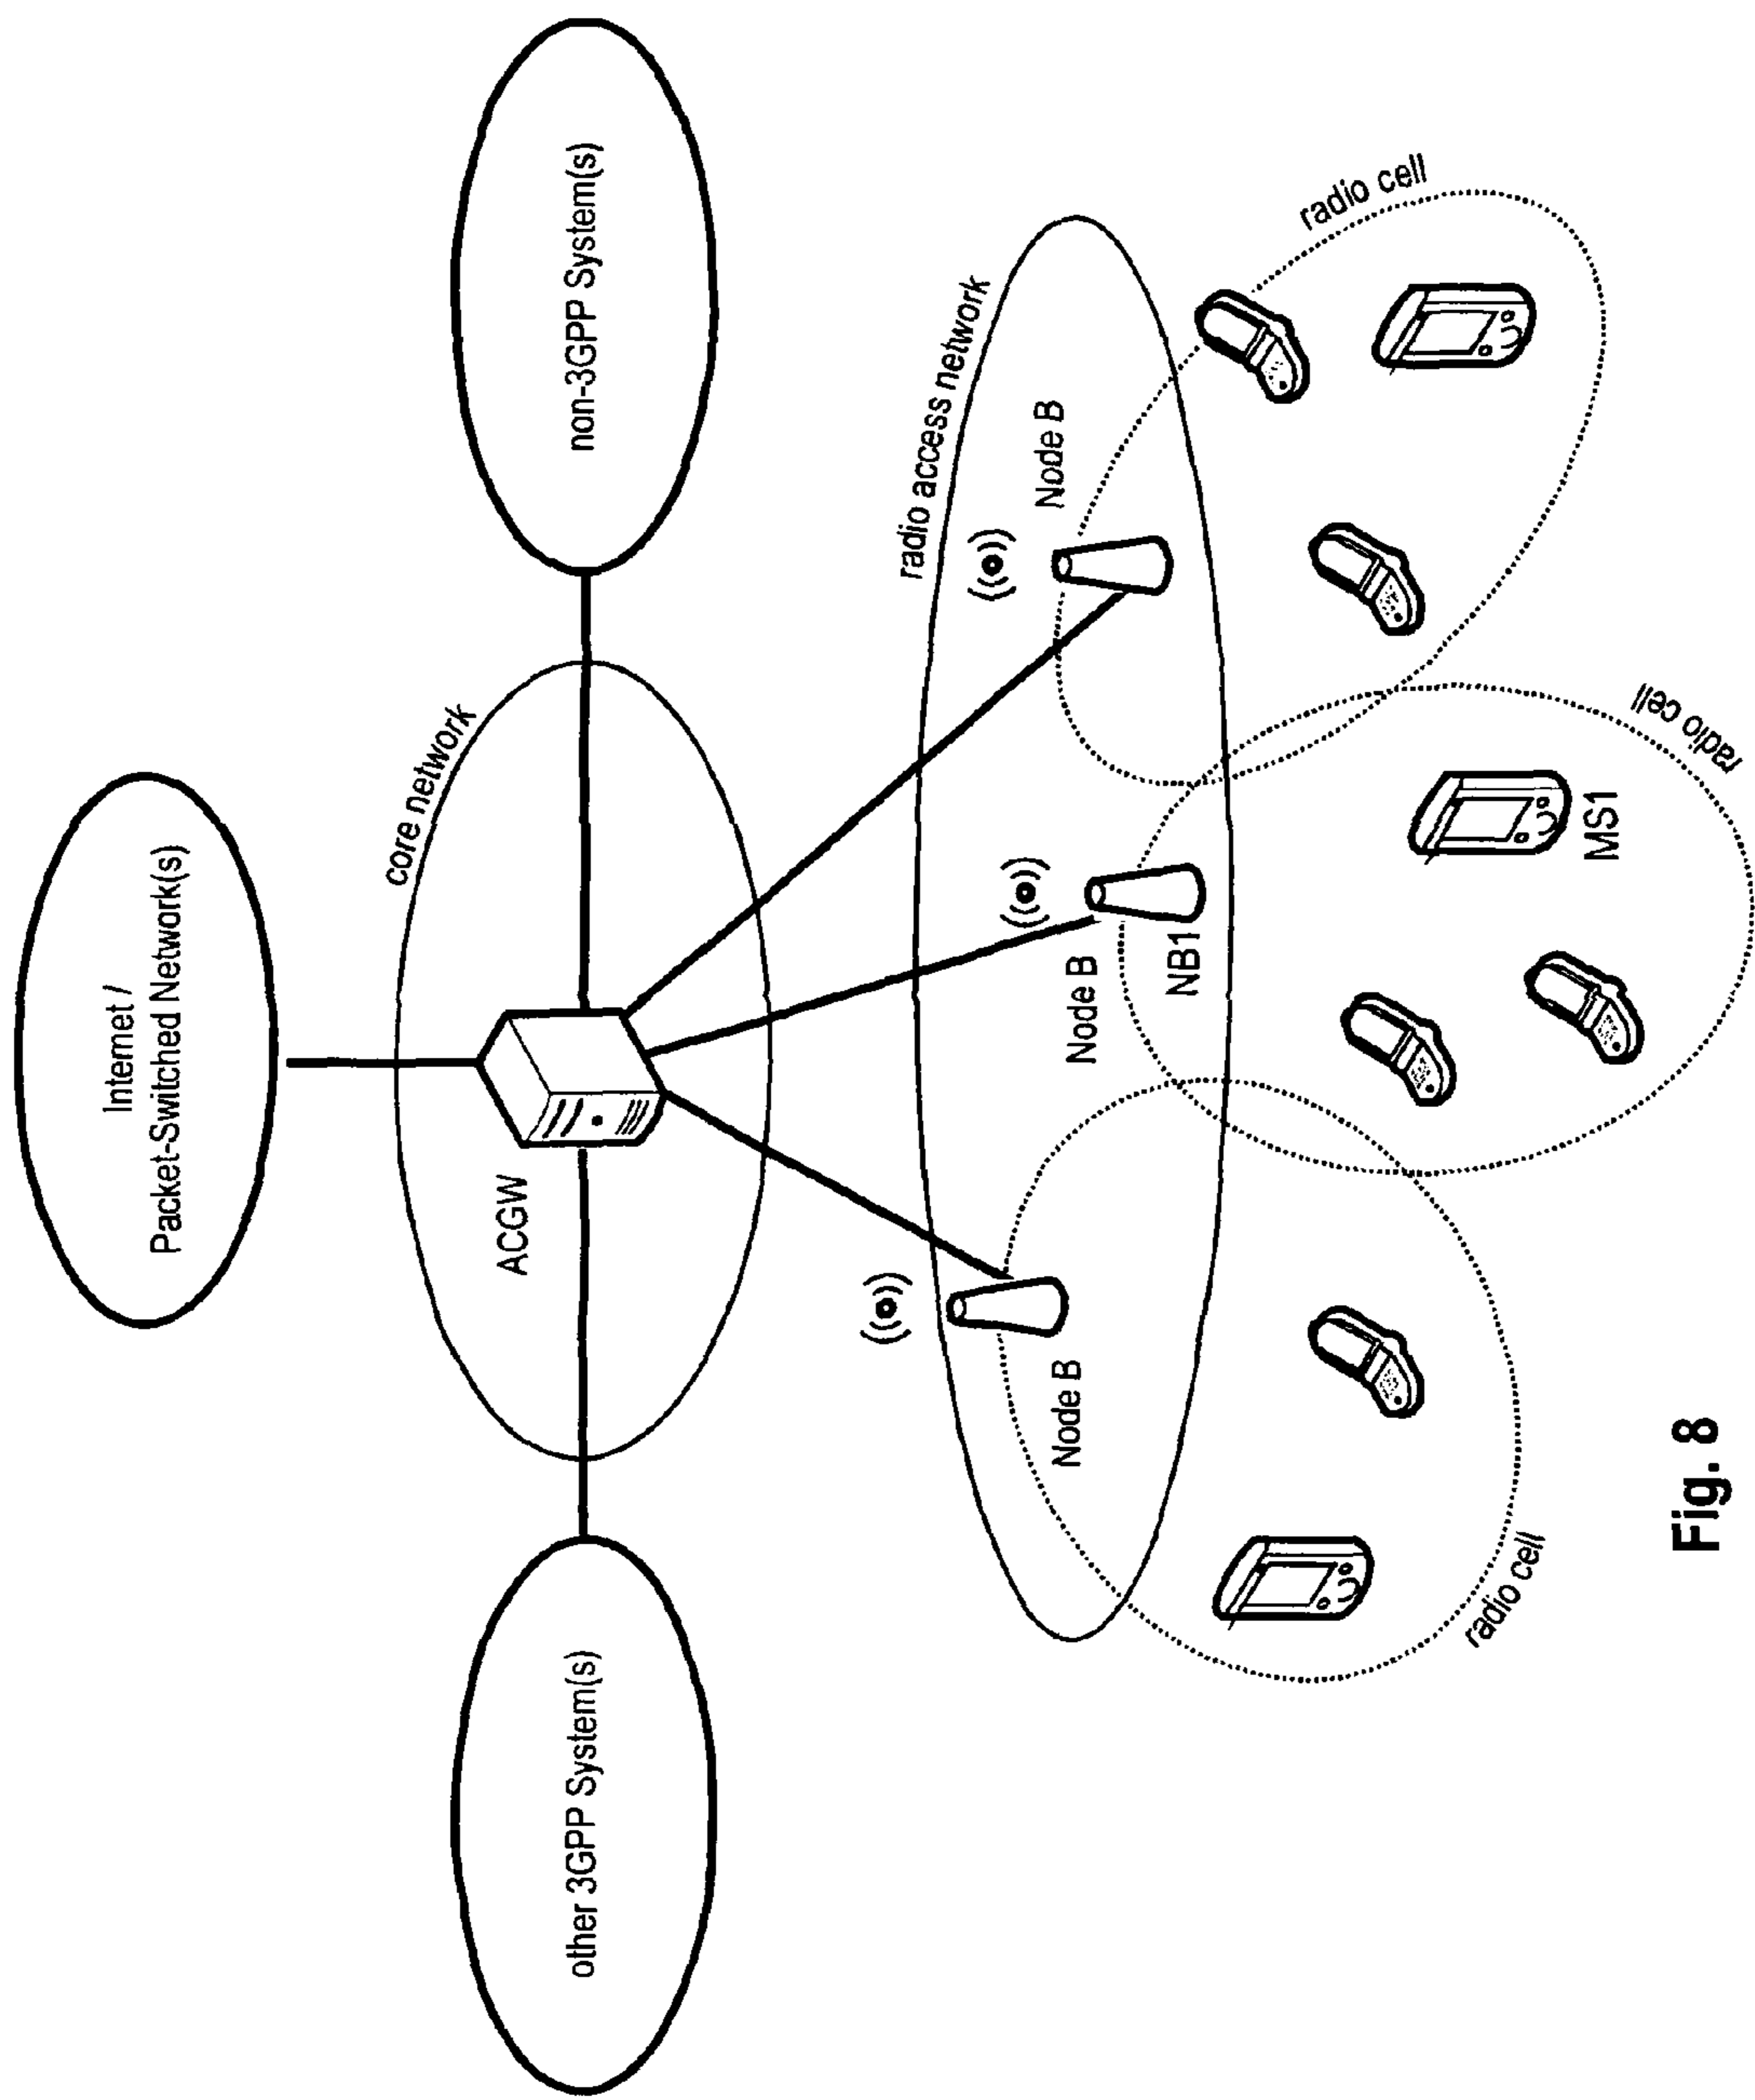 Internet /
Packet-Switched Network(s)
core network
other 3GPP System(s)
ACGW
non-3GPP System(s)
radio access network
Node B
Node B
NB1
Node B
radio cell
MS1
radio cell
radio cell
Fig. 8